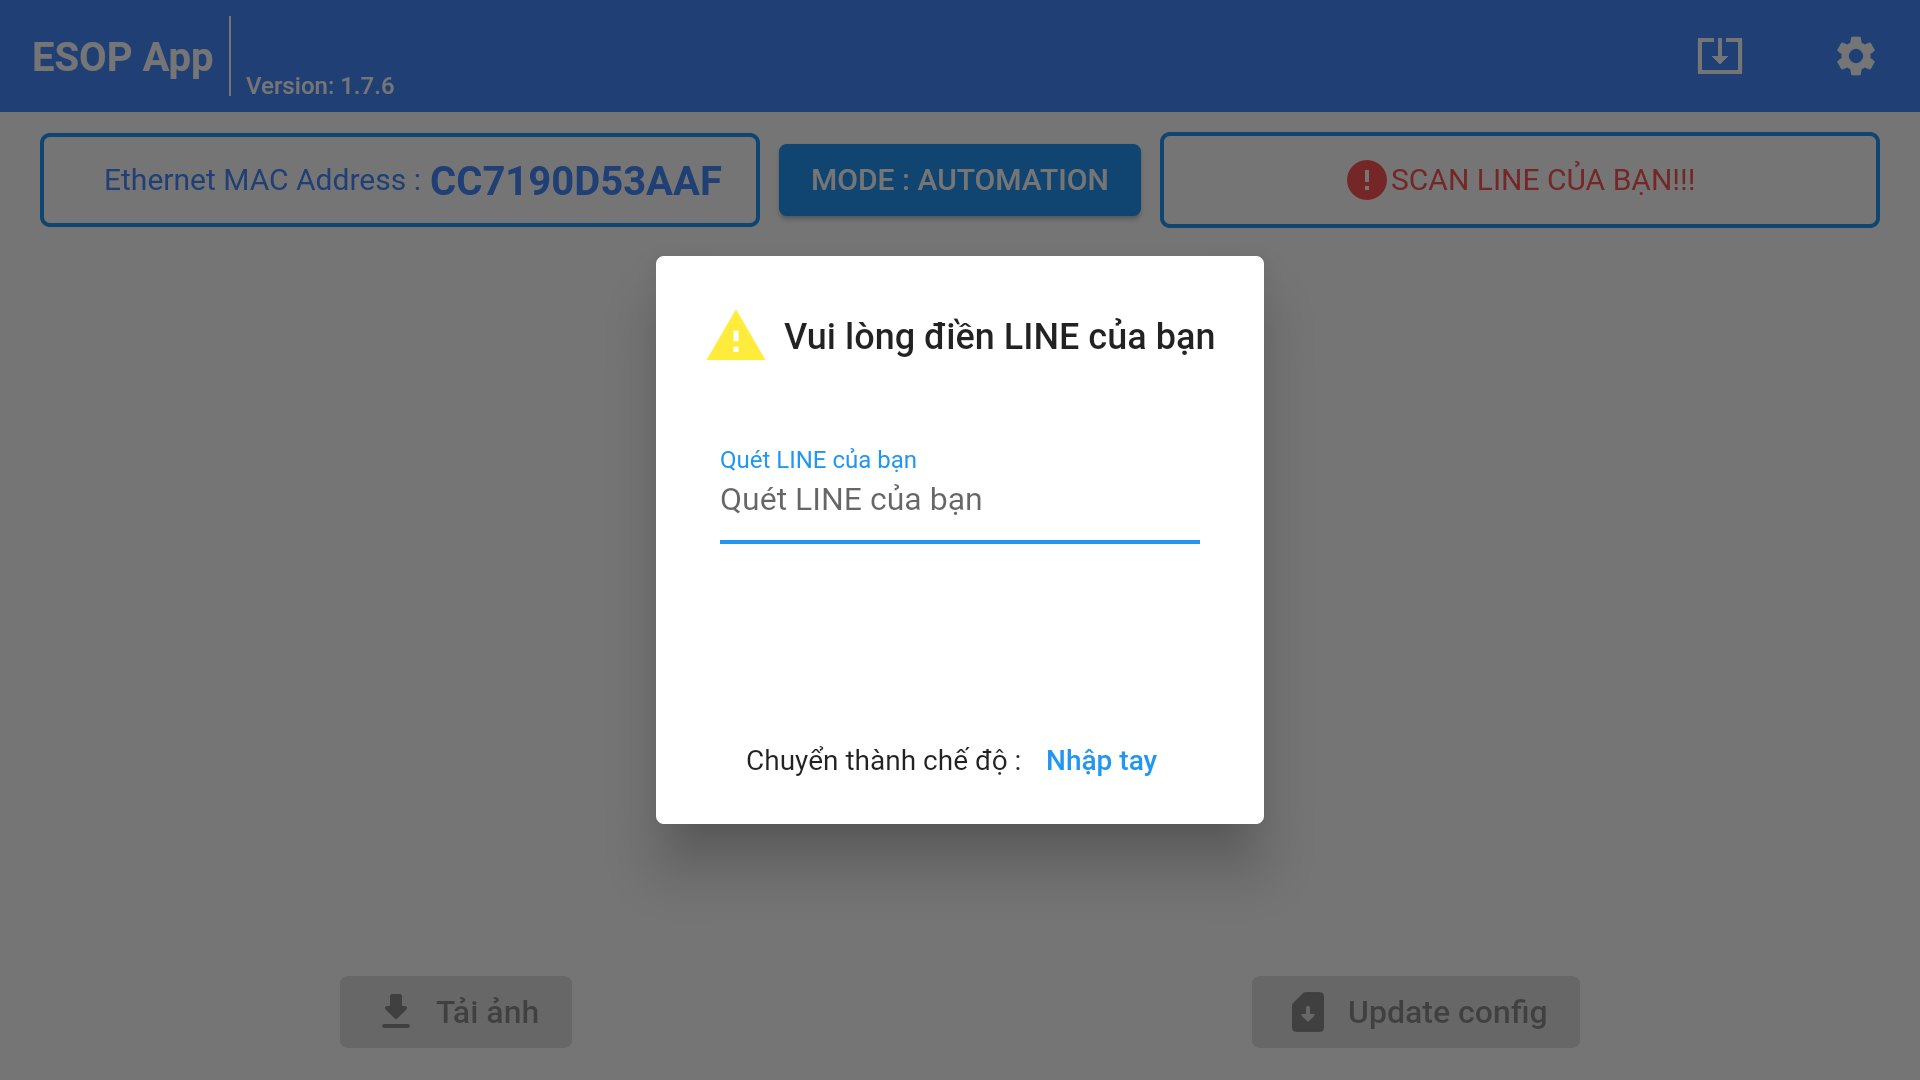 ESOP App
Version: 1.7.6
Ethernet MAC Address : CC7190D53AAF
MODE : AUTOMATION
SCAN LINE CỦA BẠN!!!
Vui lòng điền LINE của bạn
Quét LINE của bạn
Quét LINE của bạn
Chuyển thành chế độ : Nhập tay
Tải ảnh
Update config